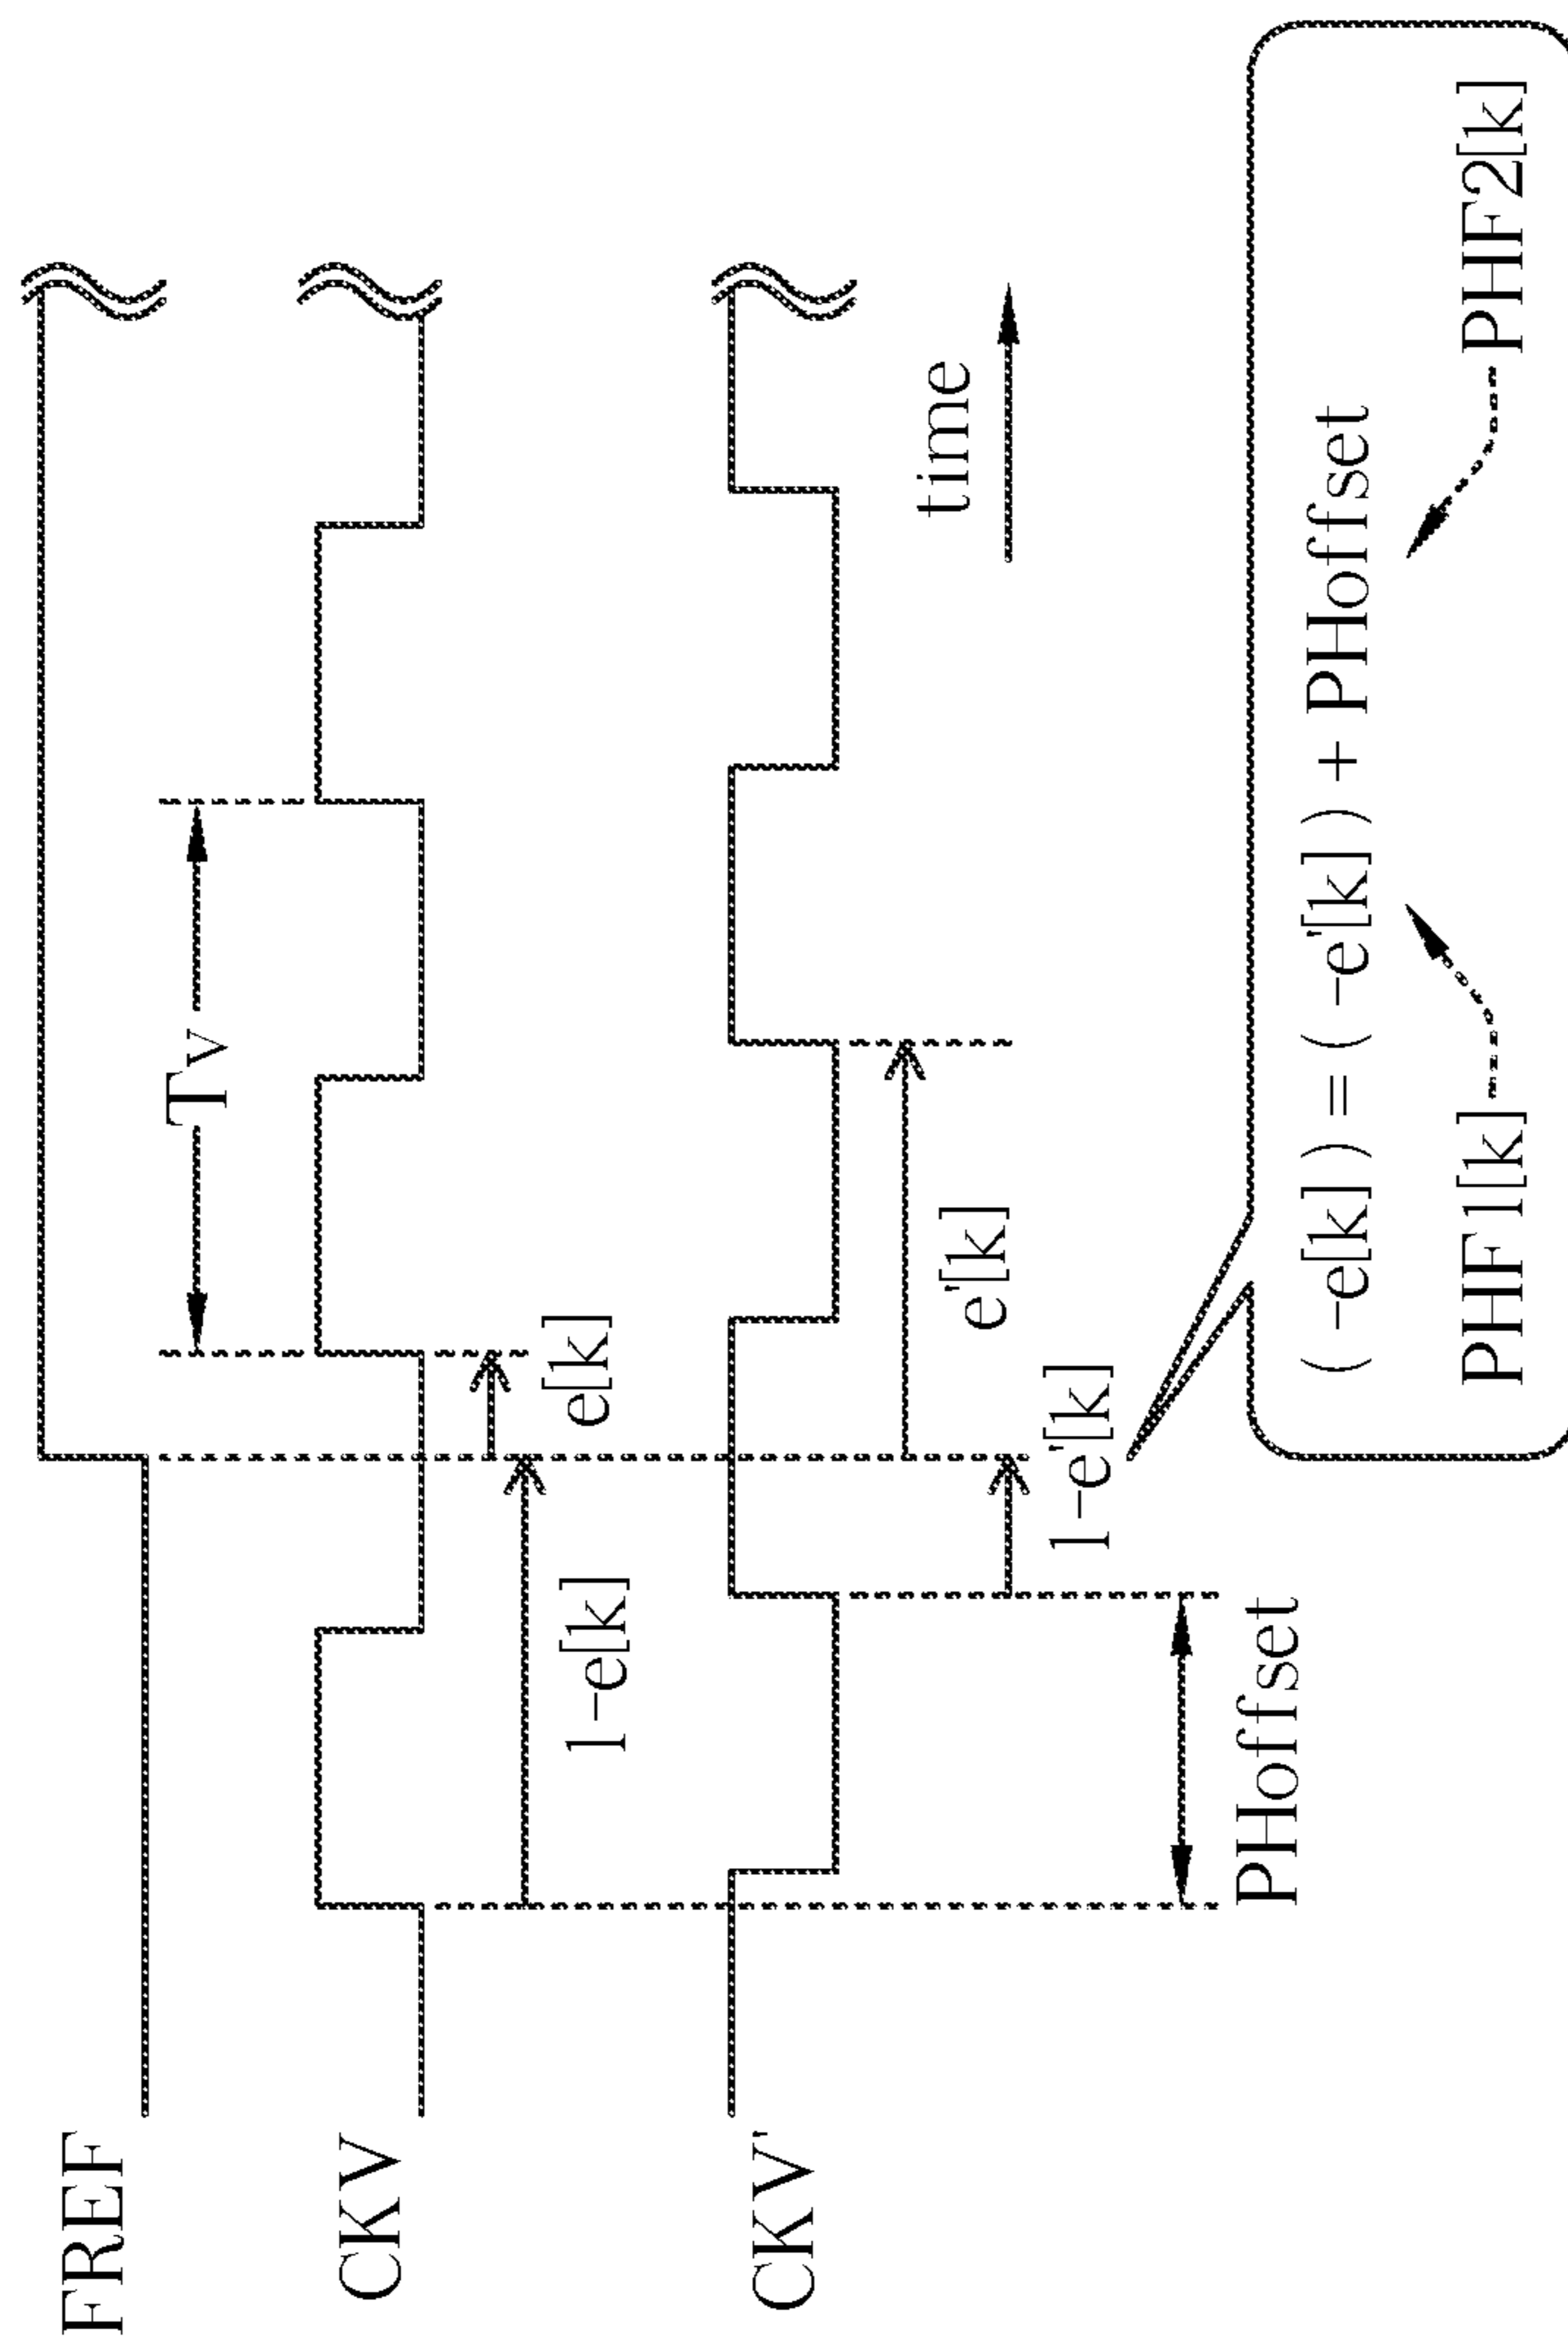 FREF
Tv
CKV
e[k]
1-e[k]
CKV'
e'[k]
time
1-e'[k]
PHoffset
( -e[k] ) = ( -e'[k] ) + PHoffset
PHF1[k]
PHF2[k]